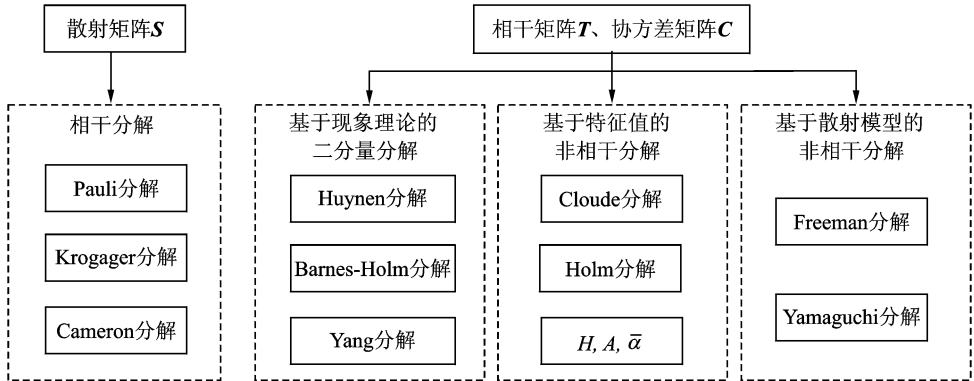 散射矩阵S
相干矩阵T、协方差矩阵C
相干分解
Pauli分解
Krogager分解
Cameron分解
基于现象理论的
二分量分解
Huynen分解
Barnes-Holm分解
Yang分解
基于特征值的
非相干分解
Cloude分解
Holm分解
H, A, ᾱ
基于散射模型的
非相干分解
Freeman分解
Yamaguchi分解